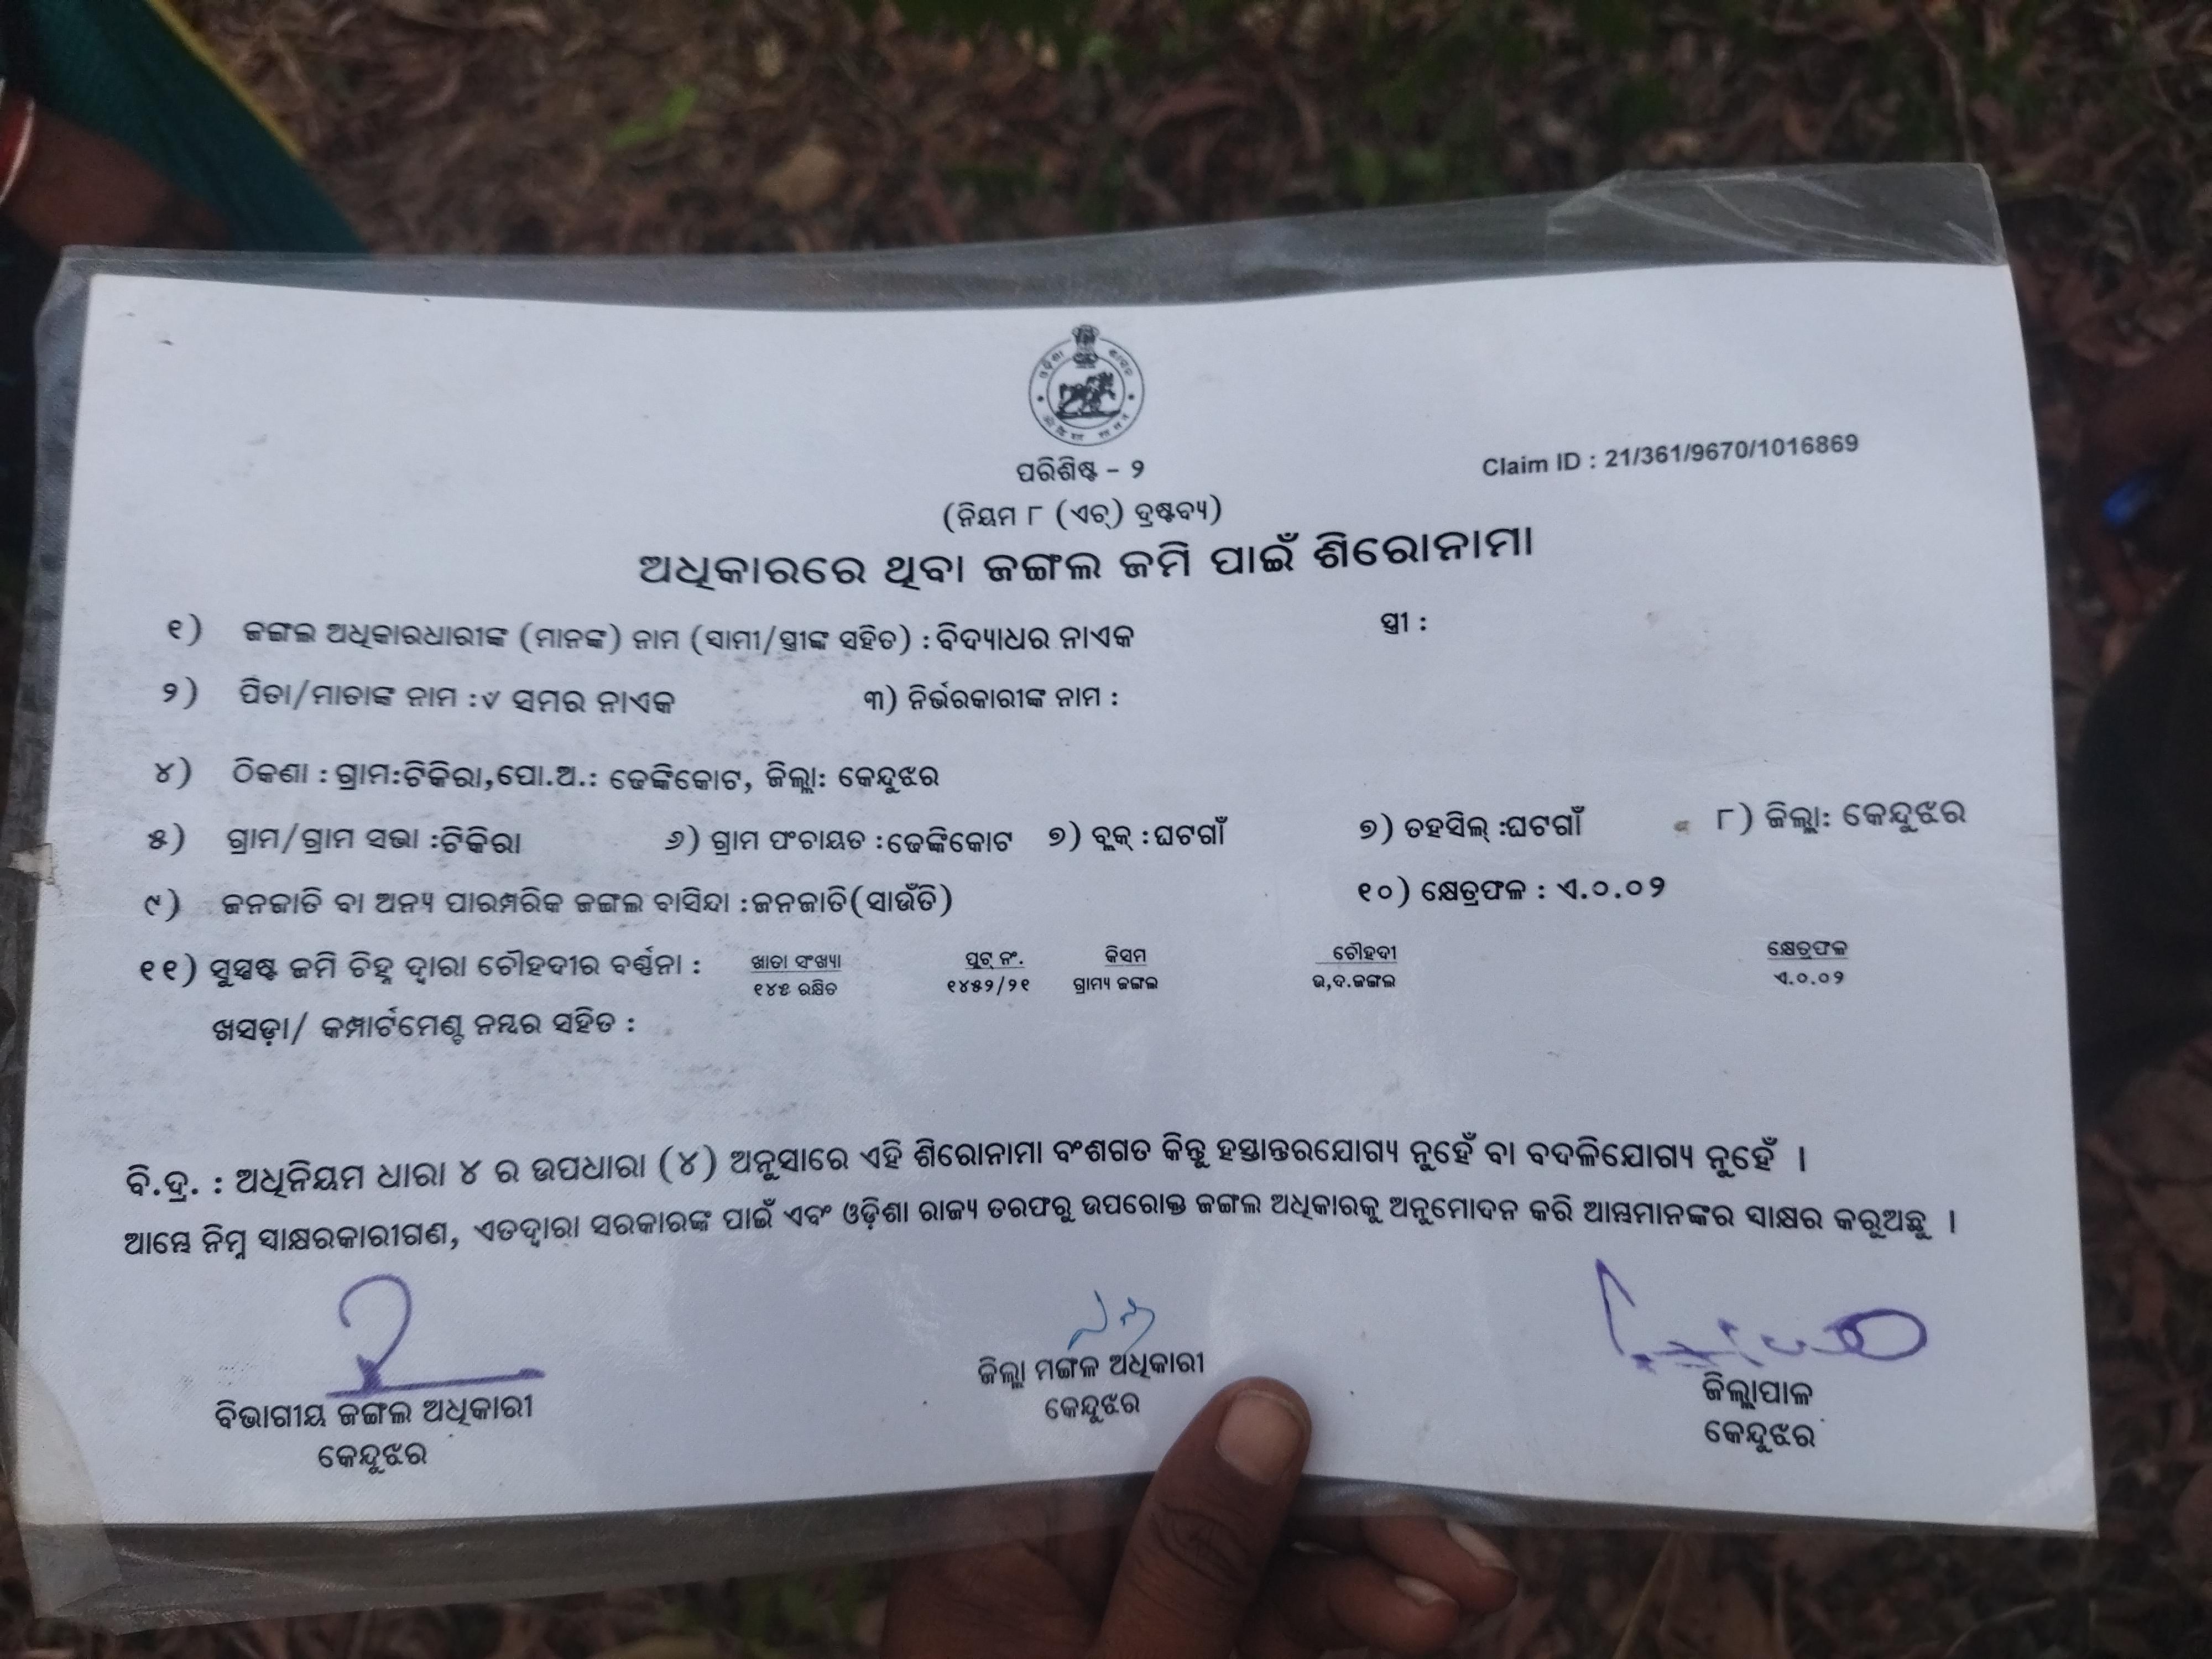 ପରିଶିଷ୍ଟ - ୨
Claim ID : 21/361/9670/1016869
(ନିୟମ ୮ (ଏଚ୍) ଦ୍ରଷ୍ଟବ୍ୟ)
ଅଧିକାରରେ ଥିବା ଜଙ୍ଗଲ ଜମି ପାଇଁ ଶିରୋନାମା
୧) ଜଙ୍ଗଲ ଅଧିକାରଧାରୀଙ୍କ (ମାନଙ୍କ) ନାମ (ସାମୀ/ସ୍ତ୍ରୀଙ୍କ ସହିତ) : ବିଦ୍ୟାଧର ନାଏକ ସ୍ତ୍ରୀ :
୨) ପିତା/ମାତାଙ୍କ ନାମ : ସମର ନାଏକ ୩) ନିର୍ଭରକାରୀଙ୍କ ନାମ :
୪) ଠିକଣା : ଗ୍ରାମ:ଟିକିରା,ପୋ.ଅ.: ଢେଙ୍କିକୋଟ, ଜିଲ୍ଲା: କେନ୍ଦୁଝର
୫) ଗ୍ରାମ/ଗ୍ରାମ ସଭା :ଟିକିରା ୬) ଗ୍ରାମ ପଂଚାୟତ : ଢେଙ୍କିକୋଟ ୭) ବ୍ଲକ୍ : ଘଟଗାଁ ୭) ତହସିଲ୍ :ଘଟଗାଁ ୮) ଜିଲ୍ଲା: କେନ୍ଦୁଝର
୯) ଜନଜାତି ବା ଅନ୍ୟ ପାରମ୍ପରିକ ଜଙ୍ଗଲ ବାସିନ୍ଦା :ଜନଜାତି(ସାଉଁତି) ୧୦) କ୍ଷେତ୍ରଫଳ : ଏ.୦.୦୨
୧୧) ସୁସ୍ପଷ୍ଟ ଜମି ଚିହ୍ନ ଦ୍ୱାରା ଚୌହଦୀର ବର୍ଣ୍ଣନା : ଖାତା ସଂଖ୍ୟା ପ୍ଲଟ୍ ନଂ. କିସମ ଚୌହଦୀ କ୍ଷେତ୍ରଫଳ
୧୪୫ ରକ୍ଷିତ ୧୪୫୨/୨୧ ଗ୍ରାମ୍ୟ ଜଙ୍ଗଲ ଉ,ଦ.ଜଙ୍ଗଲ ଏ.୦.୦୨
ଖସଡ଼ା/ କମ୍ପାର୍ଟମେଣ୍ଟ ନମ୍ବର ସହିତ :
ବି.ଦ୍ର. : ଅଧିନିୟମ ଧାରା ୪ ର ଉପଧାରା (୪) ଅନୁସାରେ ଏହି ଶିରୋନାମା ବଂଶଗତ କିନ୍ତୁ ହସ୍ତାନ୍ତରଯୋଗ୍ୟ ନୁହେଁ ବା ବଦଳିଯୋଗ୍ୟ ନୁହେଁ ।
ଆମ୍ଭେ ନିମ୍ନ ସାକ୍ଷରକାରୀଗଣ, ଏତଦ୍ୱାରା ସରକାରଙ୍କ ପାଇଁ ଏବଂ ଓଡ଼ିଶା ରାଜ୍ୟ ତରଫରୁ ଉପରୋକ୍ତ ଜଙ୍ଗଲ ଅଧିକାରକୁ ଅନୁମୋଦନ କରି ଆମ୍ଭମାନଙ୍କର ସାକ୍ଷର କରୁଅଛୁ ।
ବିଭାଗୀୟ ଜଙ୍ଗଲ ଅଧିକାରୀ
କେନ୍ଦୁଝର
ଜିଲ୍ଲା ମଙ୍ଗଳ ଅଧିକାରୀ
କେନ୍ଦୁଝର
ଜିଲ୍ଲାପାଳ
କେନ୍ଦୁଝର